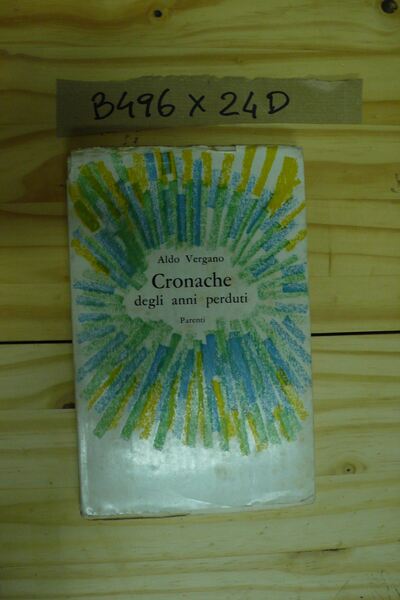 B496 X 24D
Aldo Vergano
Cronache
degli anni perduti
Parenti